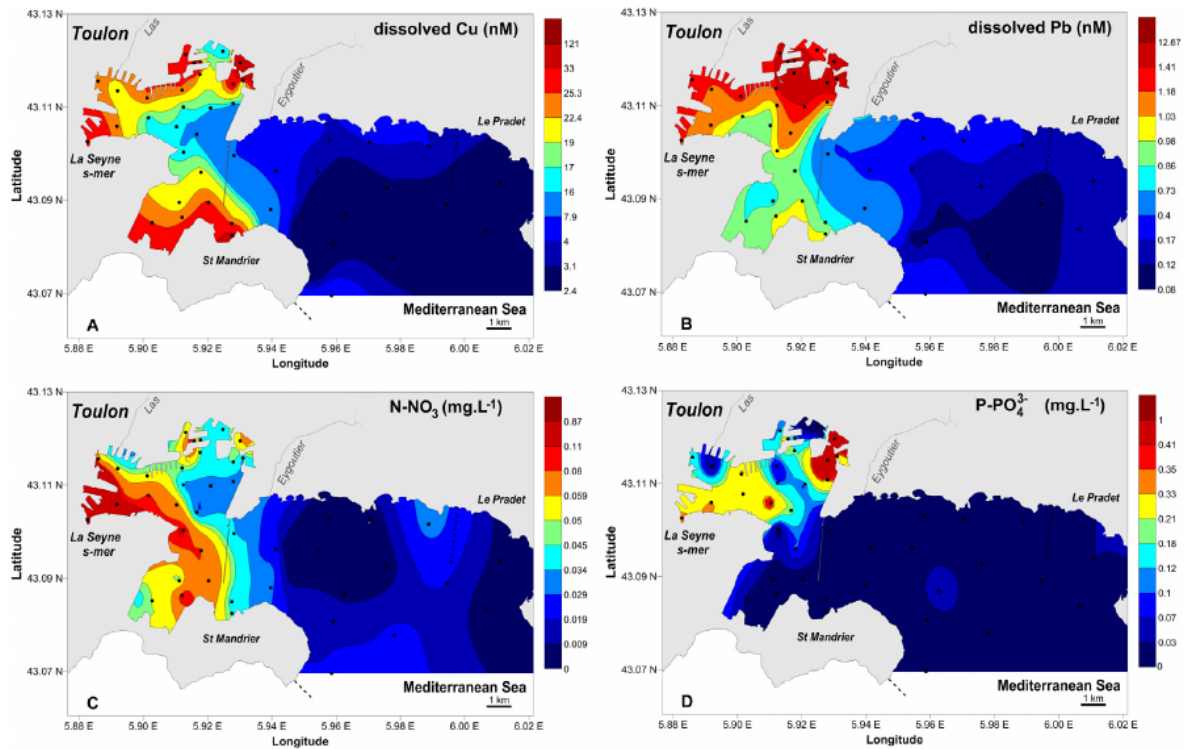 43.13 N
Toulon
Las
dissolved Cu (nM)
Eygoutier
Le Pradet
La Seyne
s-mer
St Mandrier
Mediterranean Sea
1 km
A
43.11 N
43.09 N
43.07 N
Latitude
5.88 E 5.90 E 5.92 E 5.94 E 5.96 E 5.98 E 6.00 E 6.02 E
Longitude
121
33
25.3
22.4
19
17
16
7.9
4
3.1
2.4
43.13 N
Toulon
Las
dissolved Pb (nM)
Eygoutier
Le Pradet
La Seyne
s-mer
St Mandrier
Mediterranean Sea
1 km
B
43.11 N
43.09 N
43.07 N
Latitude
5.88 E 5.90 E 5.92 E 5.94 E 5.96 E 5.98 E 6.00 E 6.02 E
Longitude
12.67
1.41
1.18
1.03
0.98
0.86
0.73
0.4
0.17
0.12
0.08
43.13 N
Toulon
Las
N-NO3 (mg.L-1)
Eygoutier
Le Pradet
La Seyne
s-mer
St Mandrier
Mediterranean Sea
1 km
C
43.11 N
43.09 N
43.07 N
Latitude
5.88 E 5.90 E 5.92 E 5.94 E 5.96 E 5.98 E 6.00 E 6.02 E
Longitude
0.87
0.11
0.08
0.059
0.05
0.045
0.034
0.029
0.019
0.009
0
43.13 N
Toulon
Las
P-PO4 3- (mg.L-1)
Eygoutier
Le Pradet
La Seyne
s-mer
St Mandrier
Mediterranean Sea
1 km
D
43.11 N
43.09 N
43.07 N
Latitude
5.88 E 5.90 E 5.92 E 5.94 E 5.96 E 5.98 E 6.00 E 6.02 E
Longitude
1
0.41
0.35
0.33
0.21
0.18
0.12
0.1
0.07
0.03
0